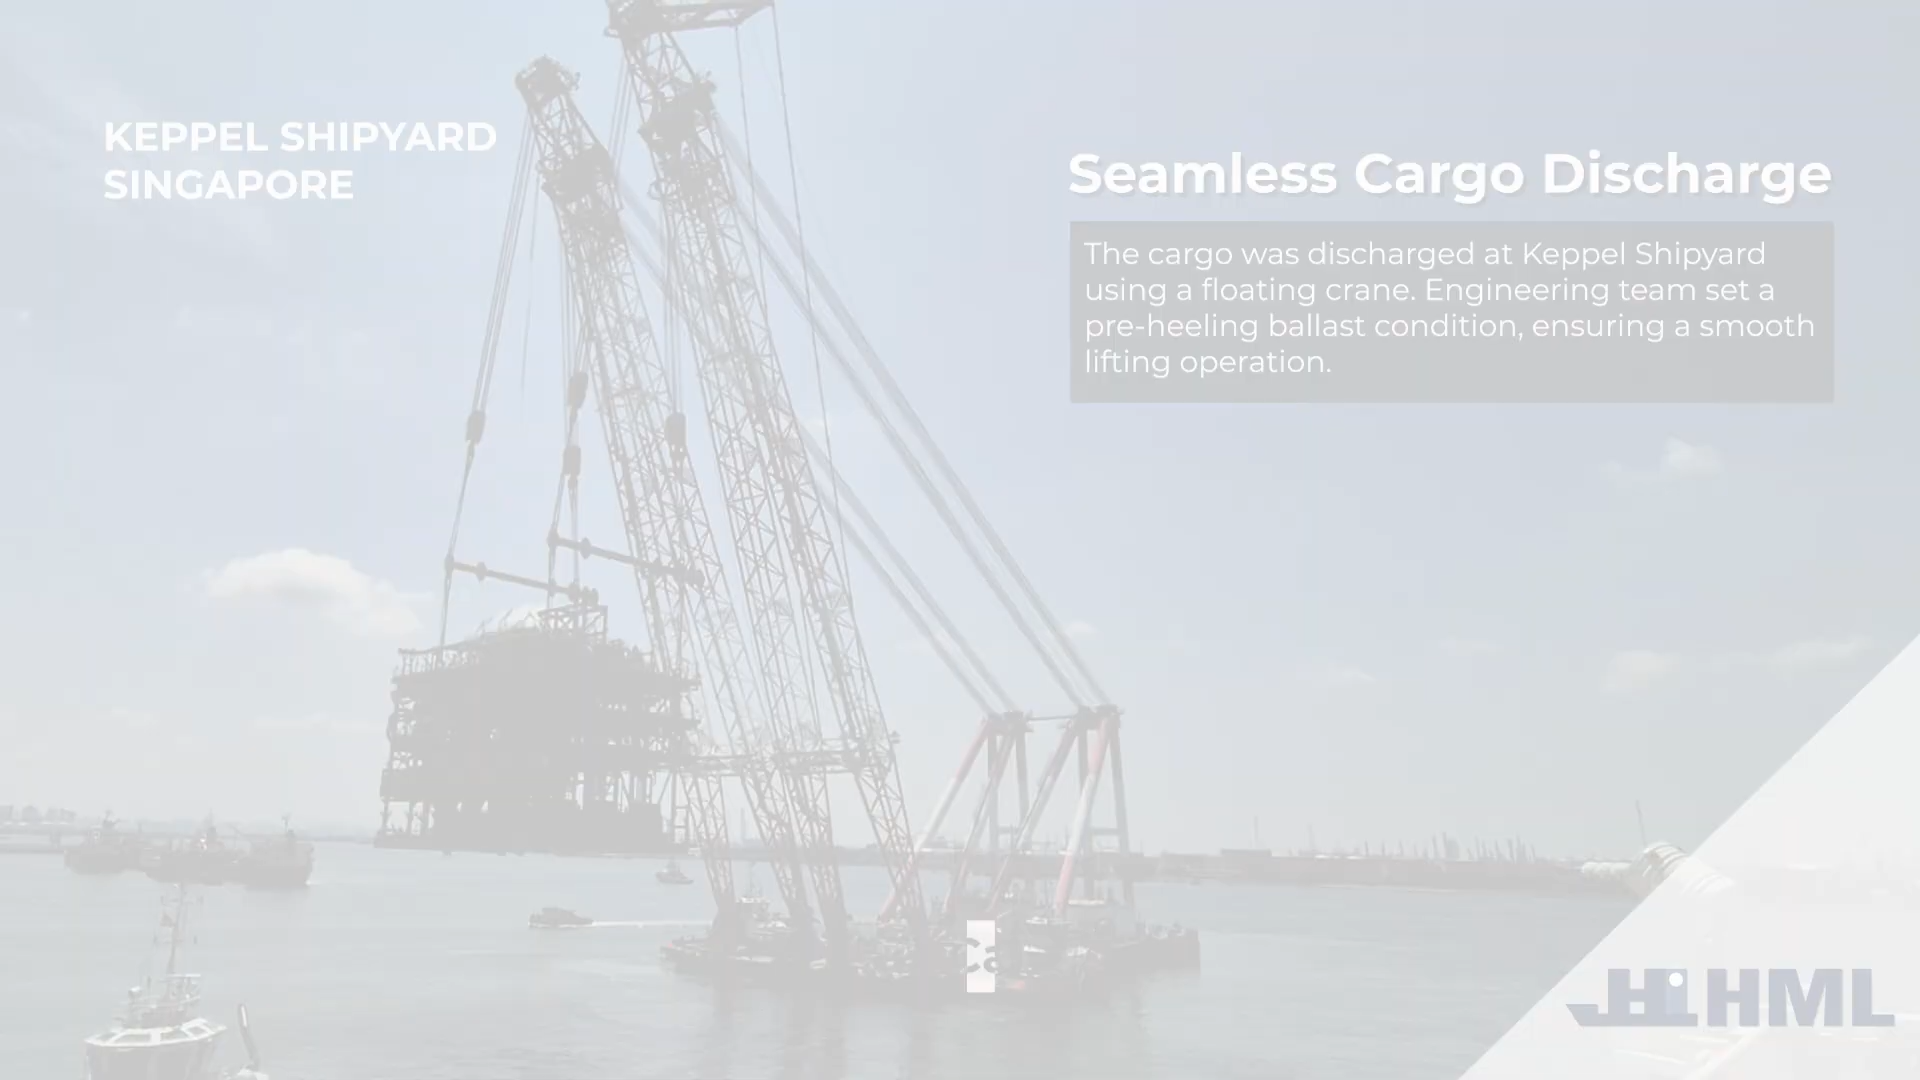 KEPPEL SHIPYARD
SINGAPORE
Seamless Cargo Discharge
The cargo was discharged at Keppel Shipyard
using a floating crane. Engineering team set a
pre-heeling ballast condition, ensuring a smooth
lifting operation.
HML